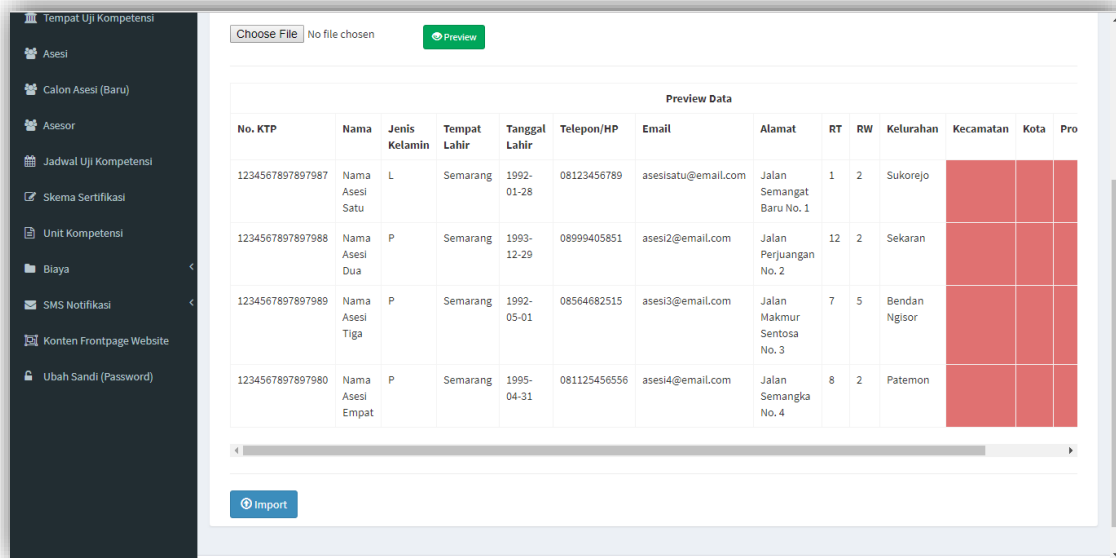 Tempat Uji Kompetensi
Asesi
Calon Asesi (Baru)
Asesor
Jadwal Uji Kompetensi
Skema Sertifikasi
Unit Kompetensi
Biaya
SMS Notifikasi
Konten Frontpage Website
Ubah Sandi (Password)
Choose File No file chosen Preview
Preview Data
No. KTP Nama Jenis Kelamin Tempat Lahir Tanggal Lahir Telepon/HP Email Alamat RT RW Kelurahan Kecamatan Kota Pro
1234567897897987 Nama Asesi Satu L Semarang 1992-01-28 08123456789 asesisatu@email.com Jalan Semangat Baru No. 1 1 2 Sukorejo
1234567897897988 Nama Asesi Dua P Semarang 1993-12-29 08999405851 asesi2@email.com Jalan Perjuangan No. 2 12 2 Sekaran
1234567897897989 Nama Asesi Tiga P Semarang 1992-05-01 08564682515 asesi3@email.com Jalan Makmur Sentosa No. 3 7 5 Bendan Ngisor
1234567897897980 Nama Asesi Empat P Semarang 1995-04-31 081125456556 asesi4@email.com Jalan Semangka No. 4 8 2 Patemon
Import